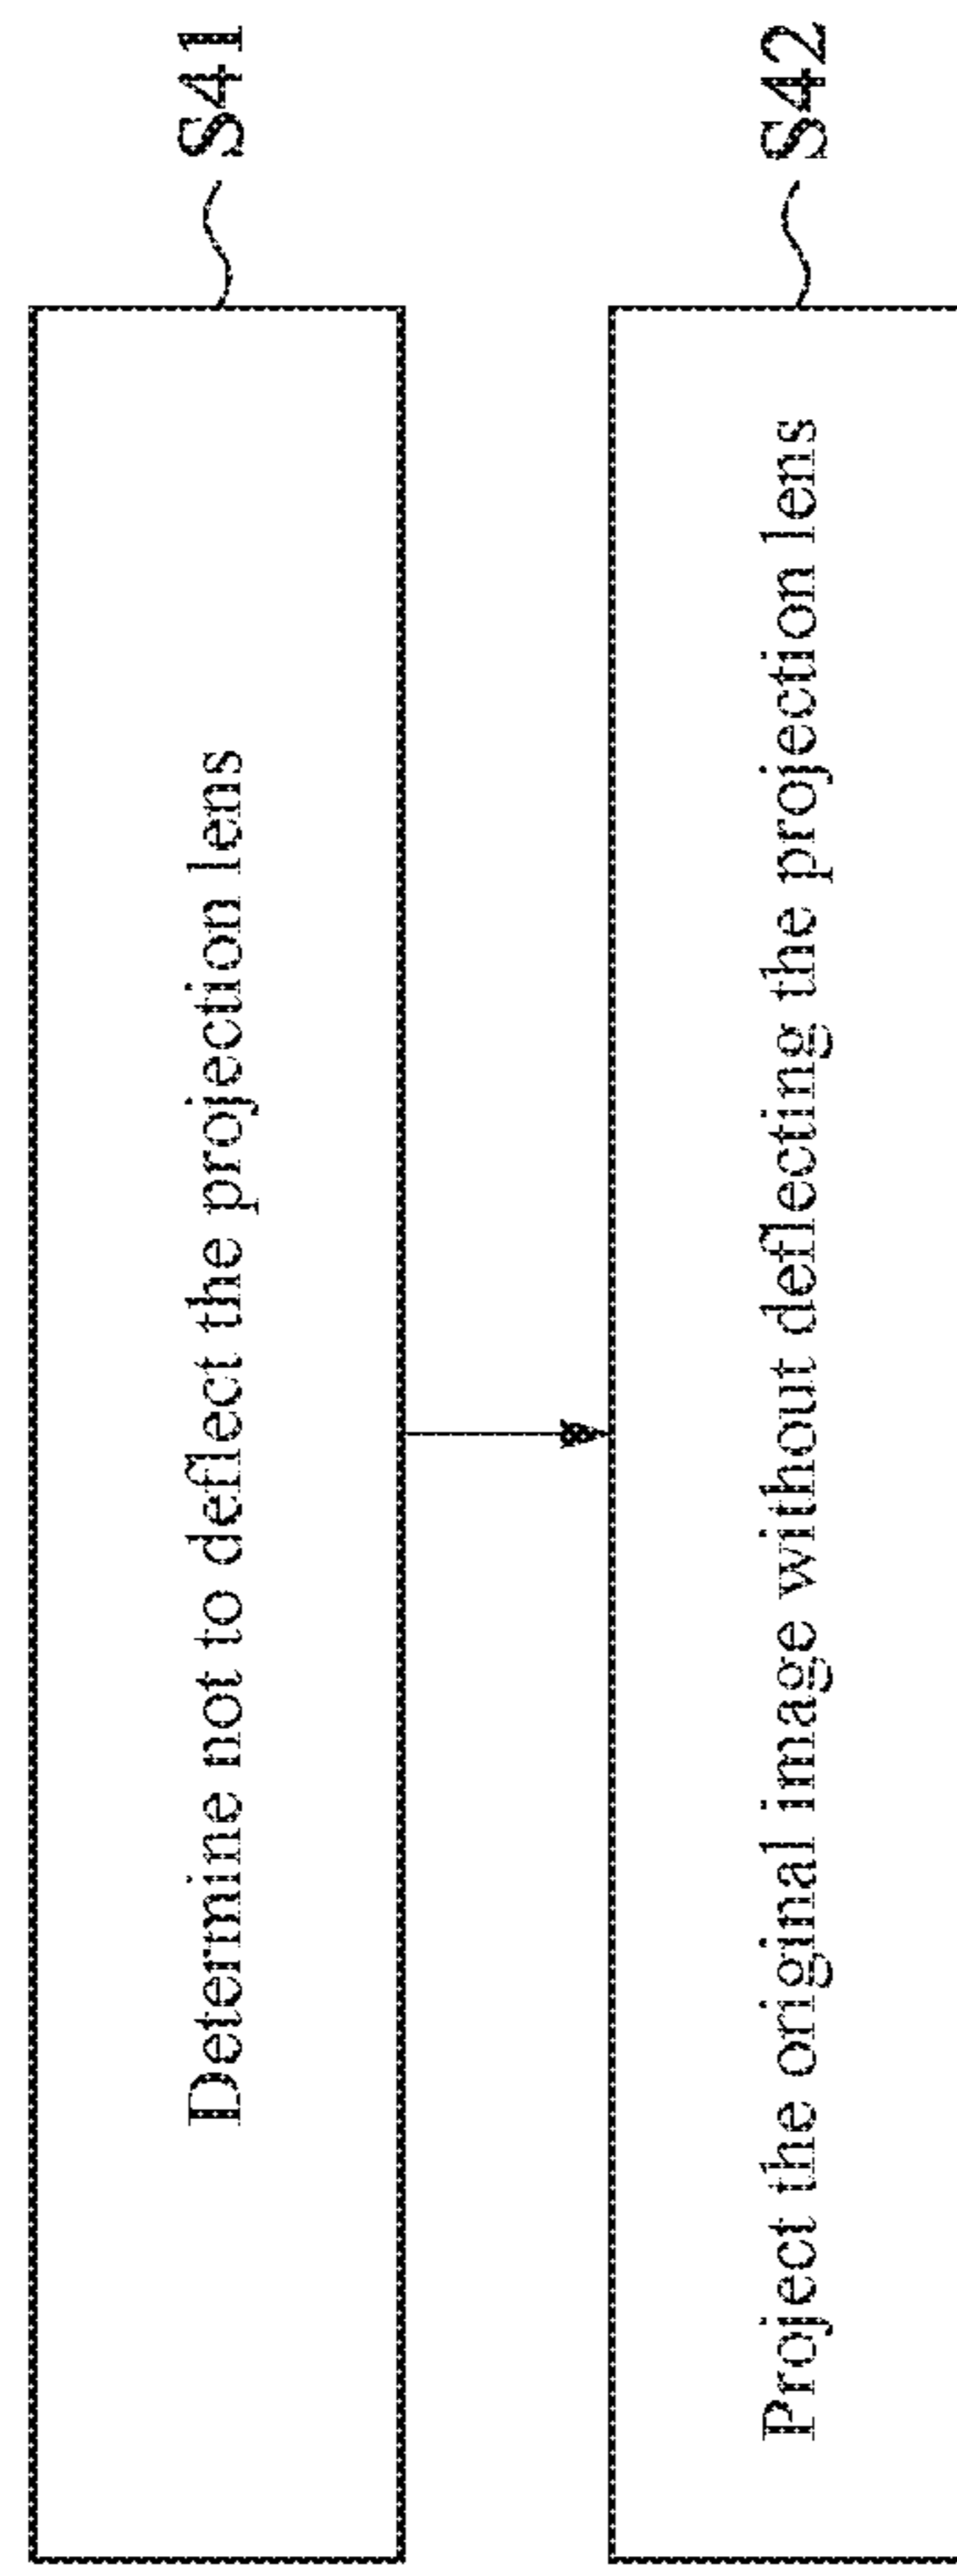 Determine not to deflect the projection lens
S41
Project the original image without deflecting the projection lens
S42